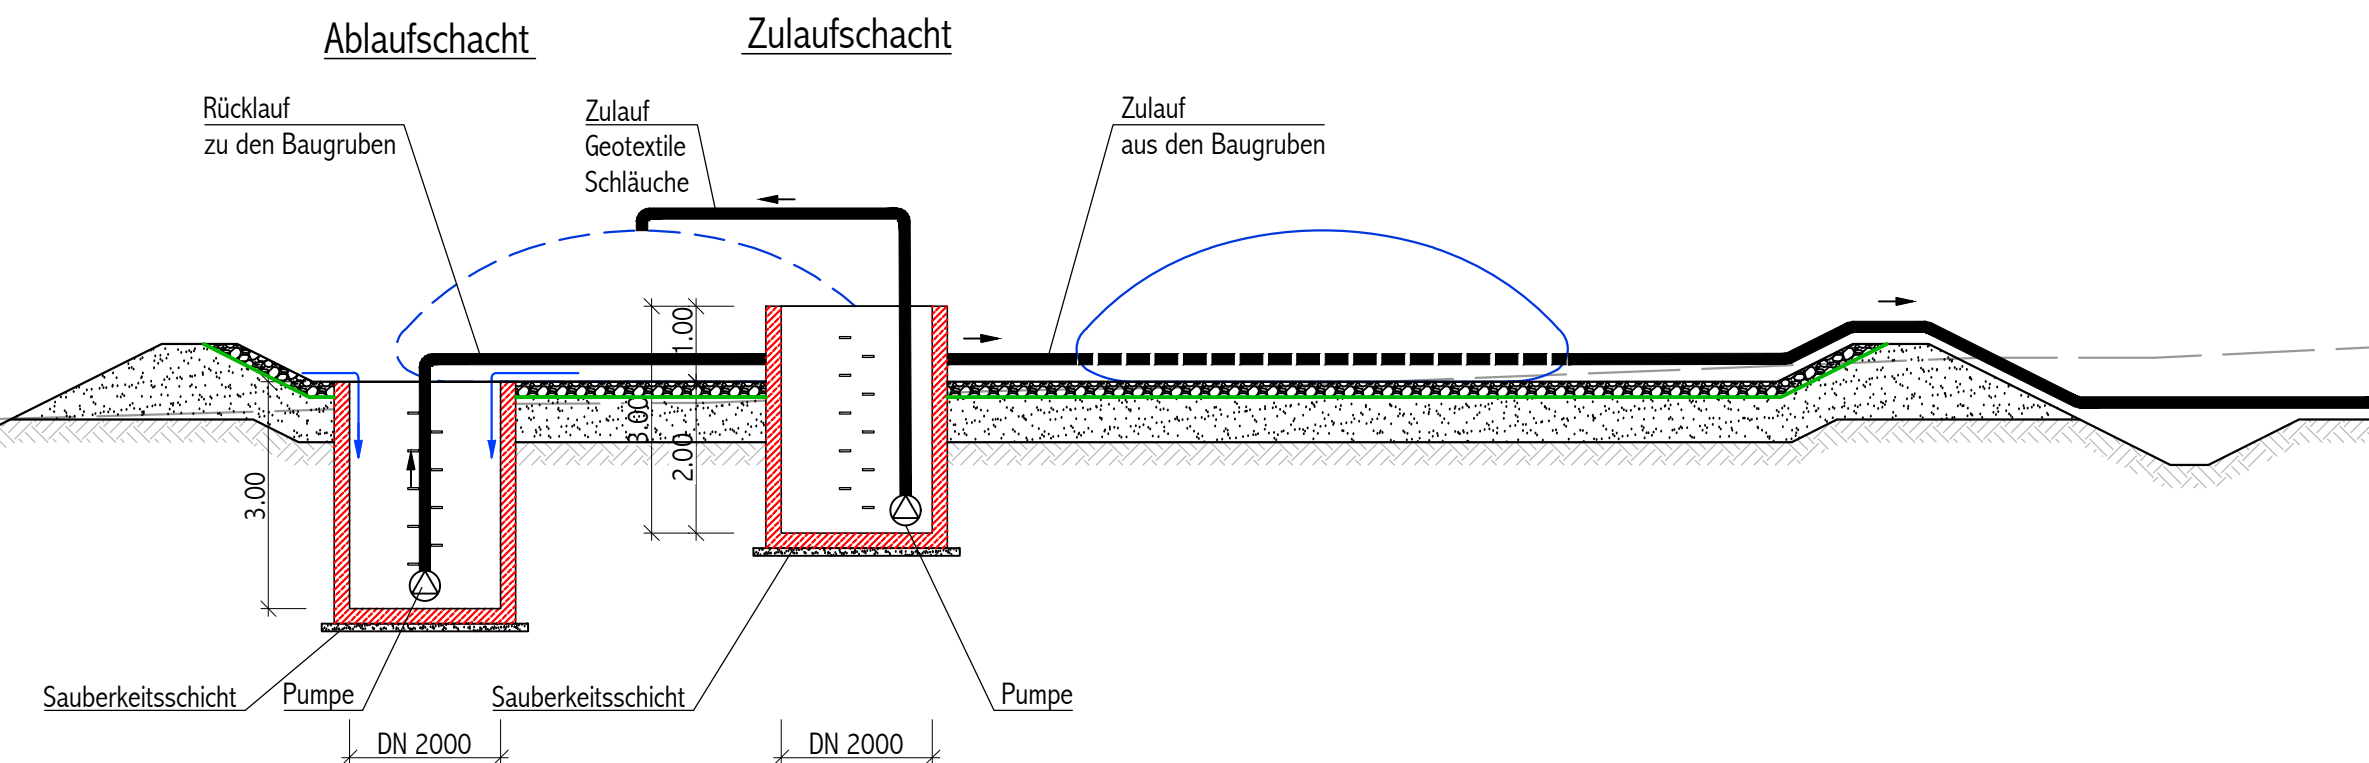 Ablaufschacht
Zulaufschacht
Rücklauf
zu den Baugruben
Zulauf
Geotextile
Schläuche
Zulauf
aus den Baugruben
1.00
3.00
2.00
3.00
Sauberkeitsschicht
Pumpe
Sauberkeitsschicht
Pumpe
DN 2000
DN 2000